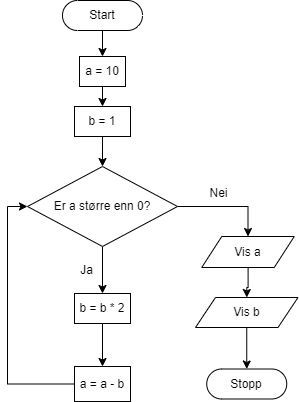 Start
a = 10
b = 1
Er a større enn 0?
Nei
Ja
Vis a
b = b * 2
Vis b
a = a - b
Stopp